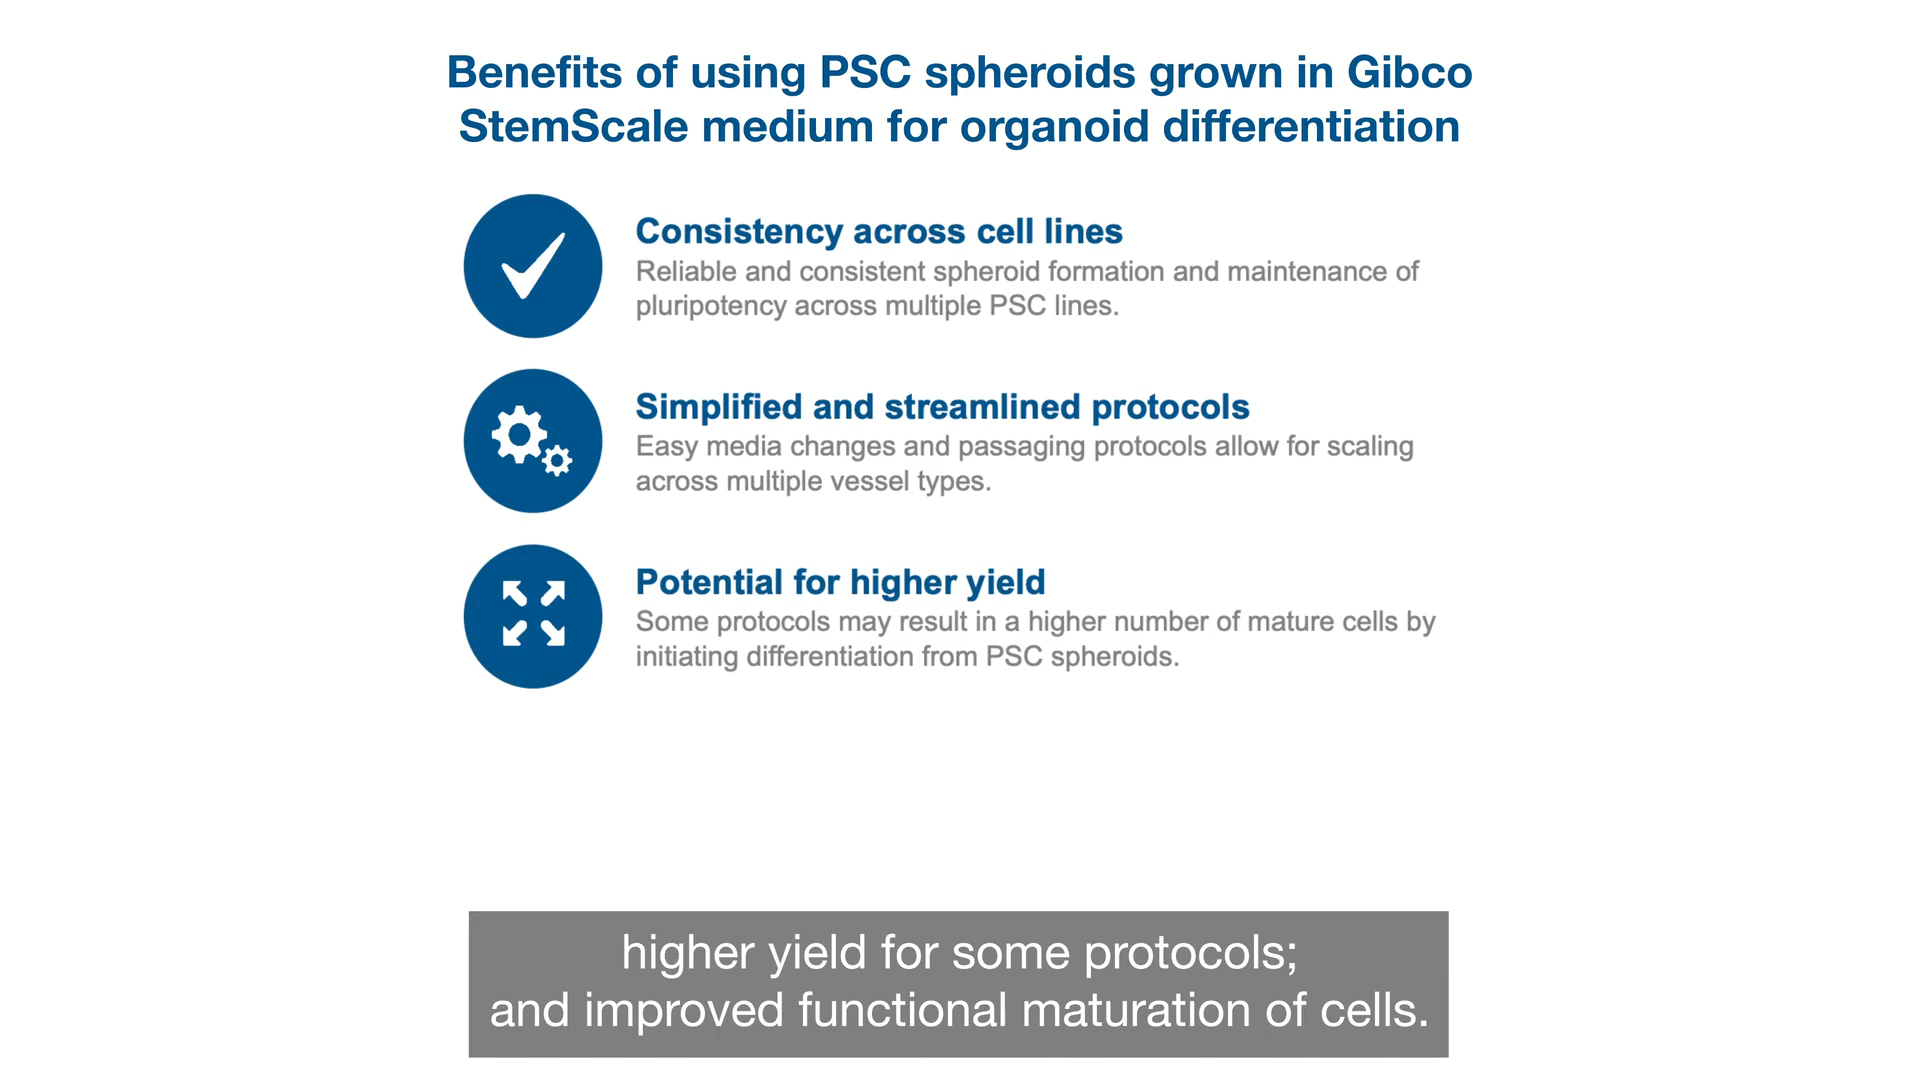 Benefits of using PSC spheroids grown in Gibco
StemScale medium for organoid differentiation
Consistency across cell lines
Reliable and consistent spheroid formation and maintenance of
pluripotency across multiple PSC lines.
Simplified and streamlined protocols
Easy media changes and passaging protocols allow for scaling
across multiple vessel types.
Potential for higher yield
Some protocols may result in a higher number of mature cells by
initiating differentiation from PSC spheroids.
higher yield for some protocols;
and improved functional maturation of cells.